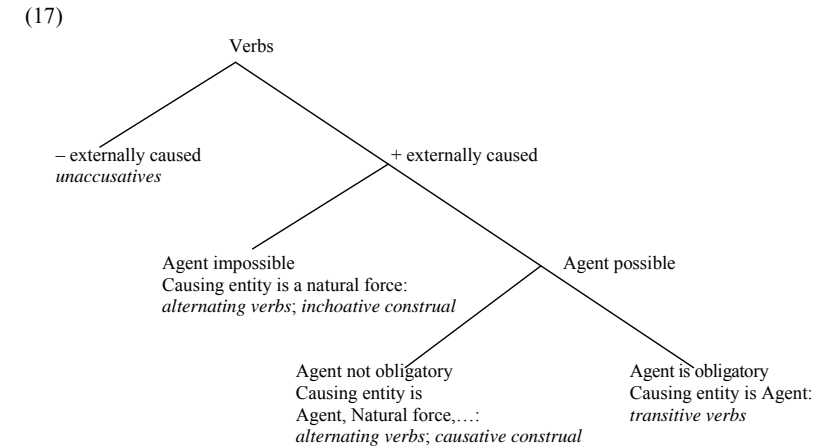 (17)
Verbs
– externally caused
unaccusatives
+ externally caused
Agent impossible
Causing entity is a natural force:
alternating verbs; inchoative construal
Agent possible
Agent not obligatory
Causing entity is
Agent, Natural force,…:
alternating verbs; causative construal
Agent is obligatory
Causing entity is Agent:
transitive verbs